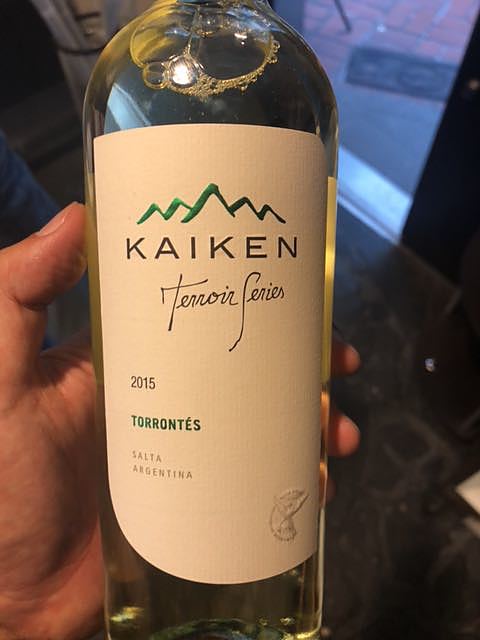 KAIKEN
Terroir Series
2015
TORRONTÉS
SALTA
ARGENTINA